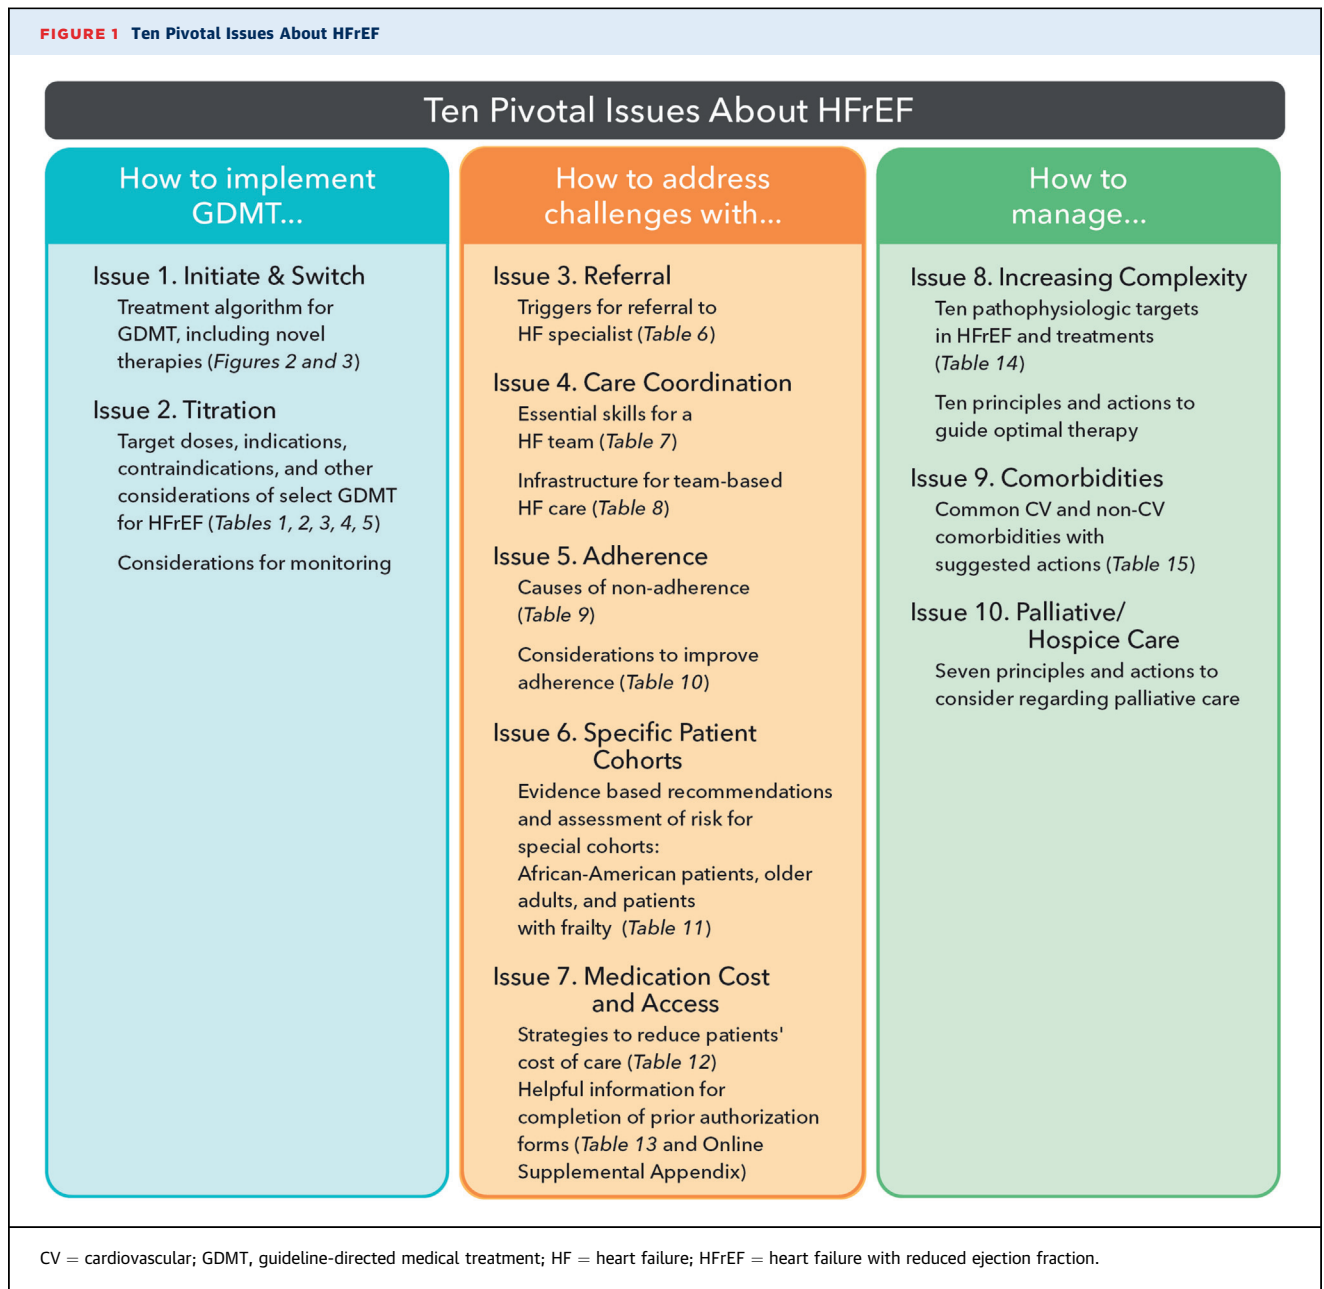 FIGURE 1 Ten Pivotal Issues About HFrEF
Ten Pivotal Issues About HFrEF
How to implement
GDMT...
Issue 1. Initiate & Switch
Treatment algorithm for
GDMT, including novel
therapies (Figures 2 and 3)
Issue 2. Titration
Target doses, indications,
contraindications, and other
considerations of select GDMT
for HFrEF (Tables 1, 2, 3, 4, 5)
Considerations for monitoring
How to address
challenges with...
Issue 3. Referral
Triggers for referral to
HF specialist (Table 6)
Issue 4. Care Coordination
Essential skills for a
HF team (Table 7)
Infrastructure for team-based
HF care (Table 8)
Issue 5. Adherence
Causes of non-adherence
(Table 9)
Considerations to improve
adherence (Table 10)
Issue 6. Specific Patient
Cohorts
Evidence based recommendations
and assessment of risk for
special cohorts:
African-American patients, older
adults, and patients
with frailty (Table 11)
Issue 7. Medication Cost
and Access
Strategies to reduce patients'
cost of care (Table 12)
Helpful information for
completion of prior authorization
forms (Table 13 and Online
Supplemental Appendix)
How to
manage...
Issue 8. Increasing Complexity
Ten pathophysiologic targets
in HFrEF and treatments
(Table 14)
Ten principles and actions to
guide optimal therapy
Issue 9. Comorbidities
Common CV and non-CV
comorbidities with
suggested actions (Table 15)
Issue 10. Palliative/
Hospice Care
Seven principles and actions to
consider regarding palliative care
CV = cardiovascular; GDMT, guideline-directed medical treatment; HF = heart failure; HFrEF = heart failure with reduced ejection fraction.